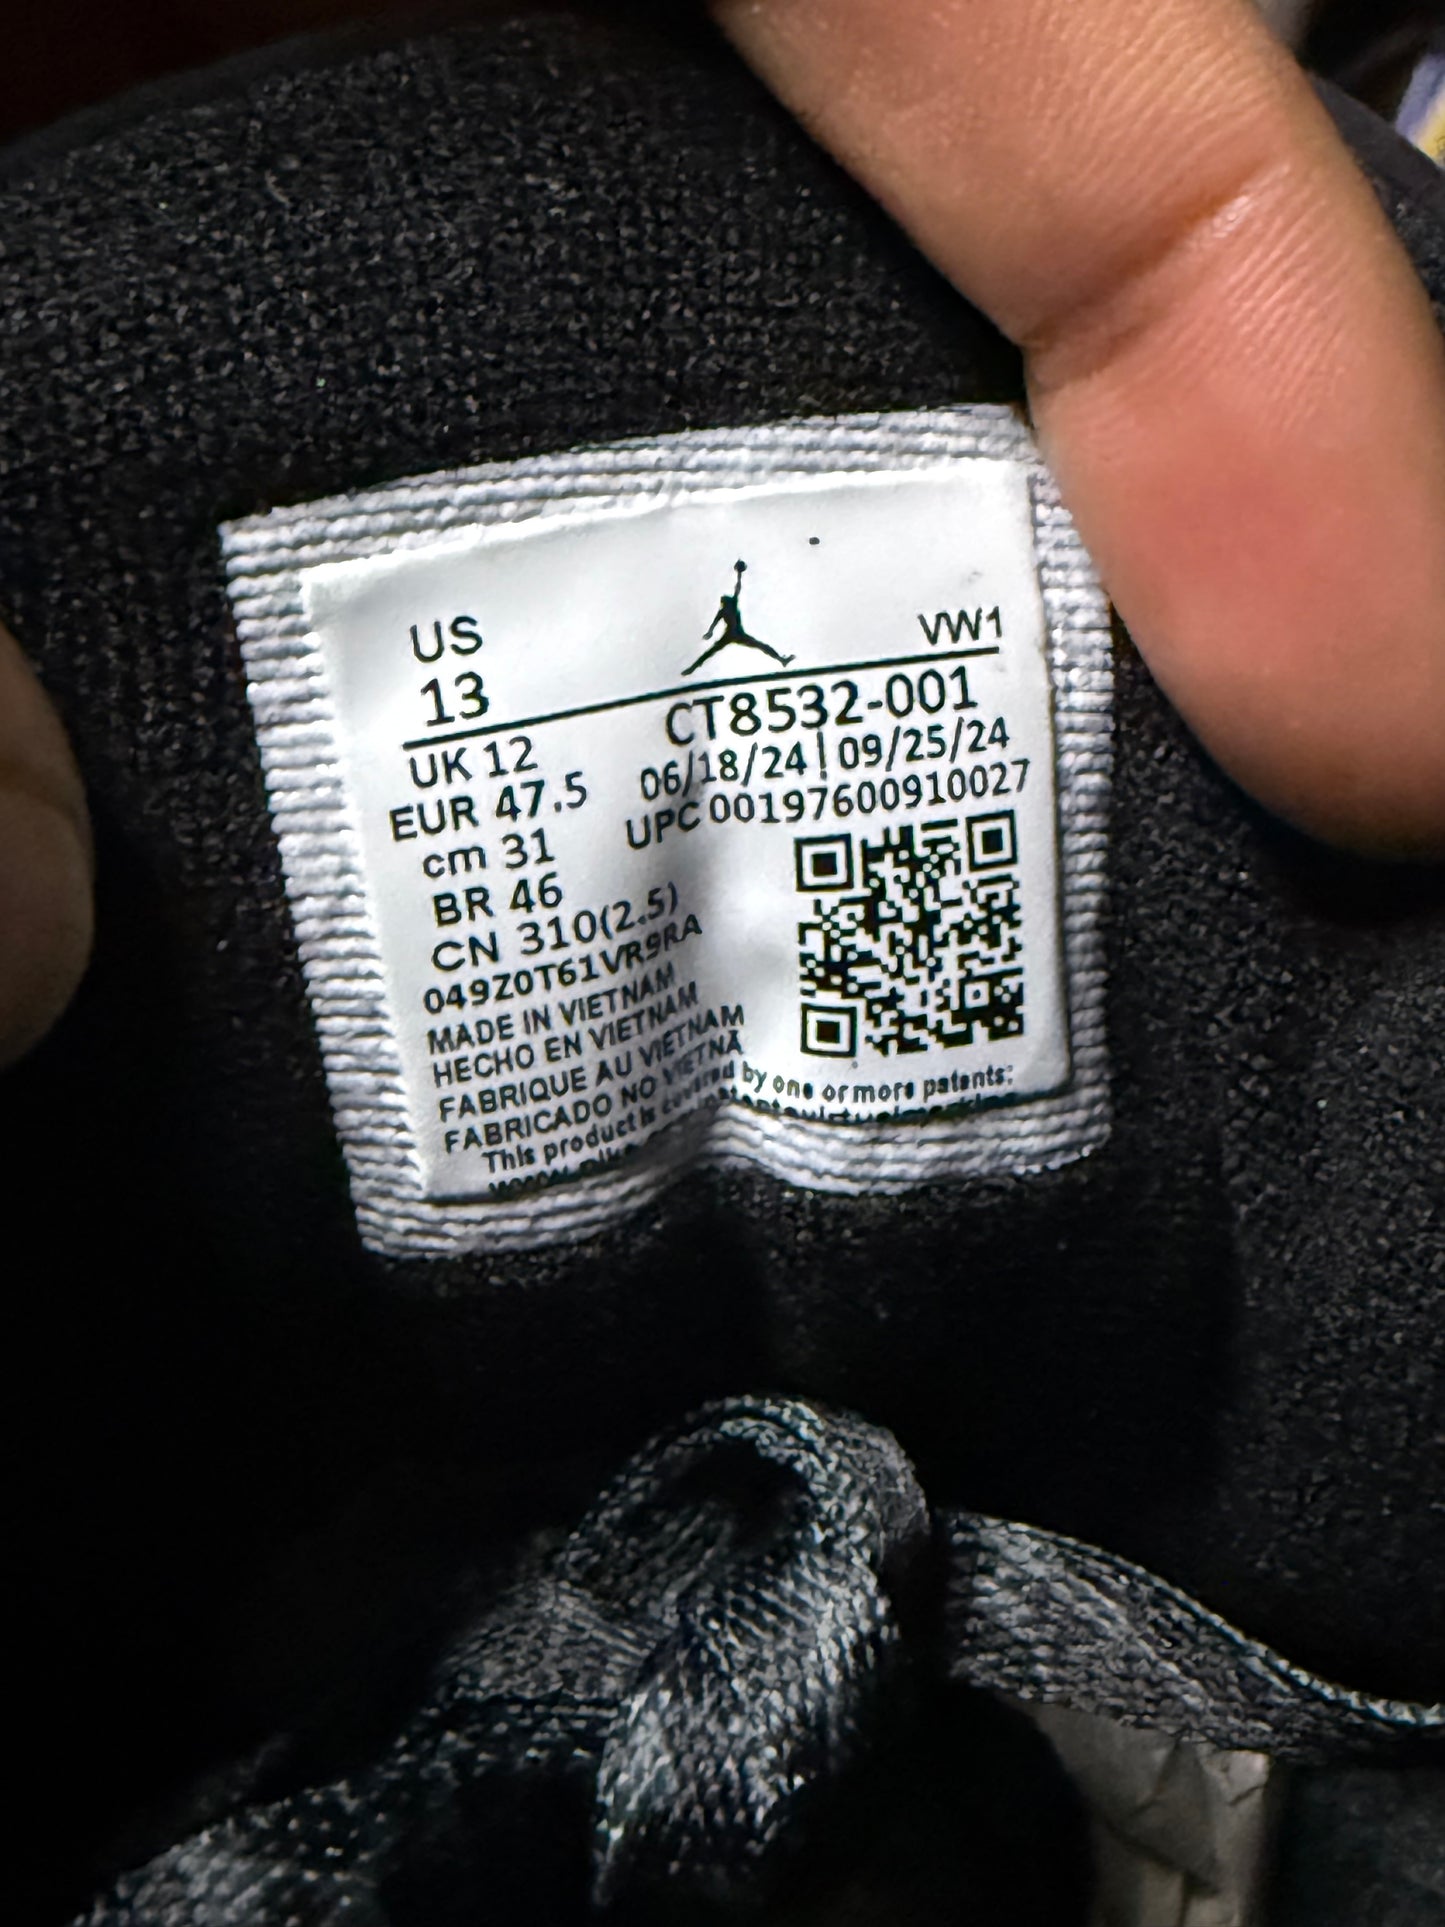 US
13
VW1
CT8532-001
06/18/24 | 09/25/24
UPC 00197600910027
UK 12
EUR 47.5
cm 31
BR 46
CN 310(2.5)
049Z0T61VR9RA
MADE IN VIETNAM
HECHO EN VIETNAM
FABRIQUE AU VIETNAM
FABRICADO NO VIETNÃ
This product is covered by one or more patents: